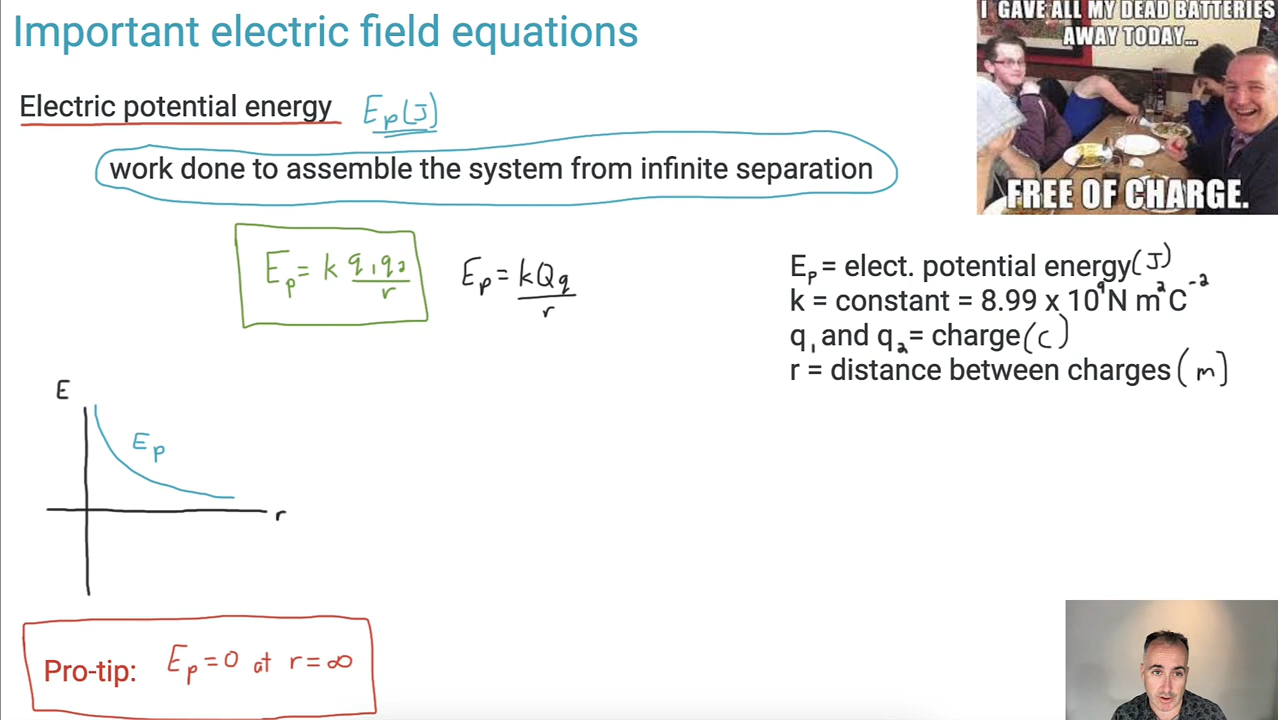 Important electric field equations
I GAVE ALL MY DEAD BATTERIES
AWAY TODAY...
FREE OF CHARGE.
Electric potential energy Eₚ(J)
work done to assemble the system from infinite separation
Eₚ = k q₁q₂/r
Eₚ = kQq/r
Eₚ = elect. potential energy (J)
k = constant = 8.99 x 10⁹ N m² C⁻²
q₁ and q₂ = charge (C)
r = distance between charges (m)
E
Eₚ
r
Pro-tip: Eₚ = 0 at r = ∞